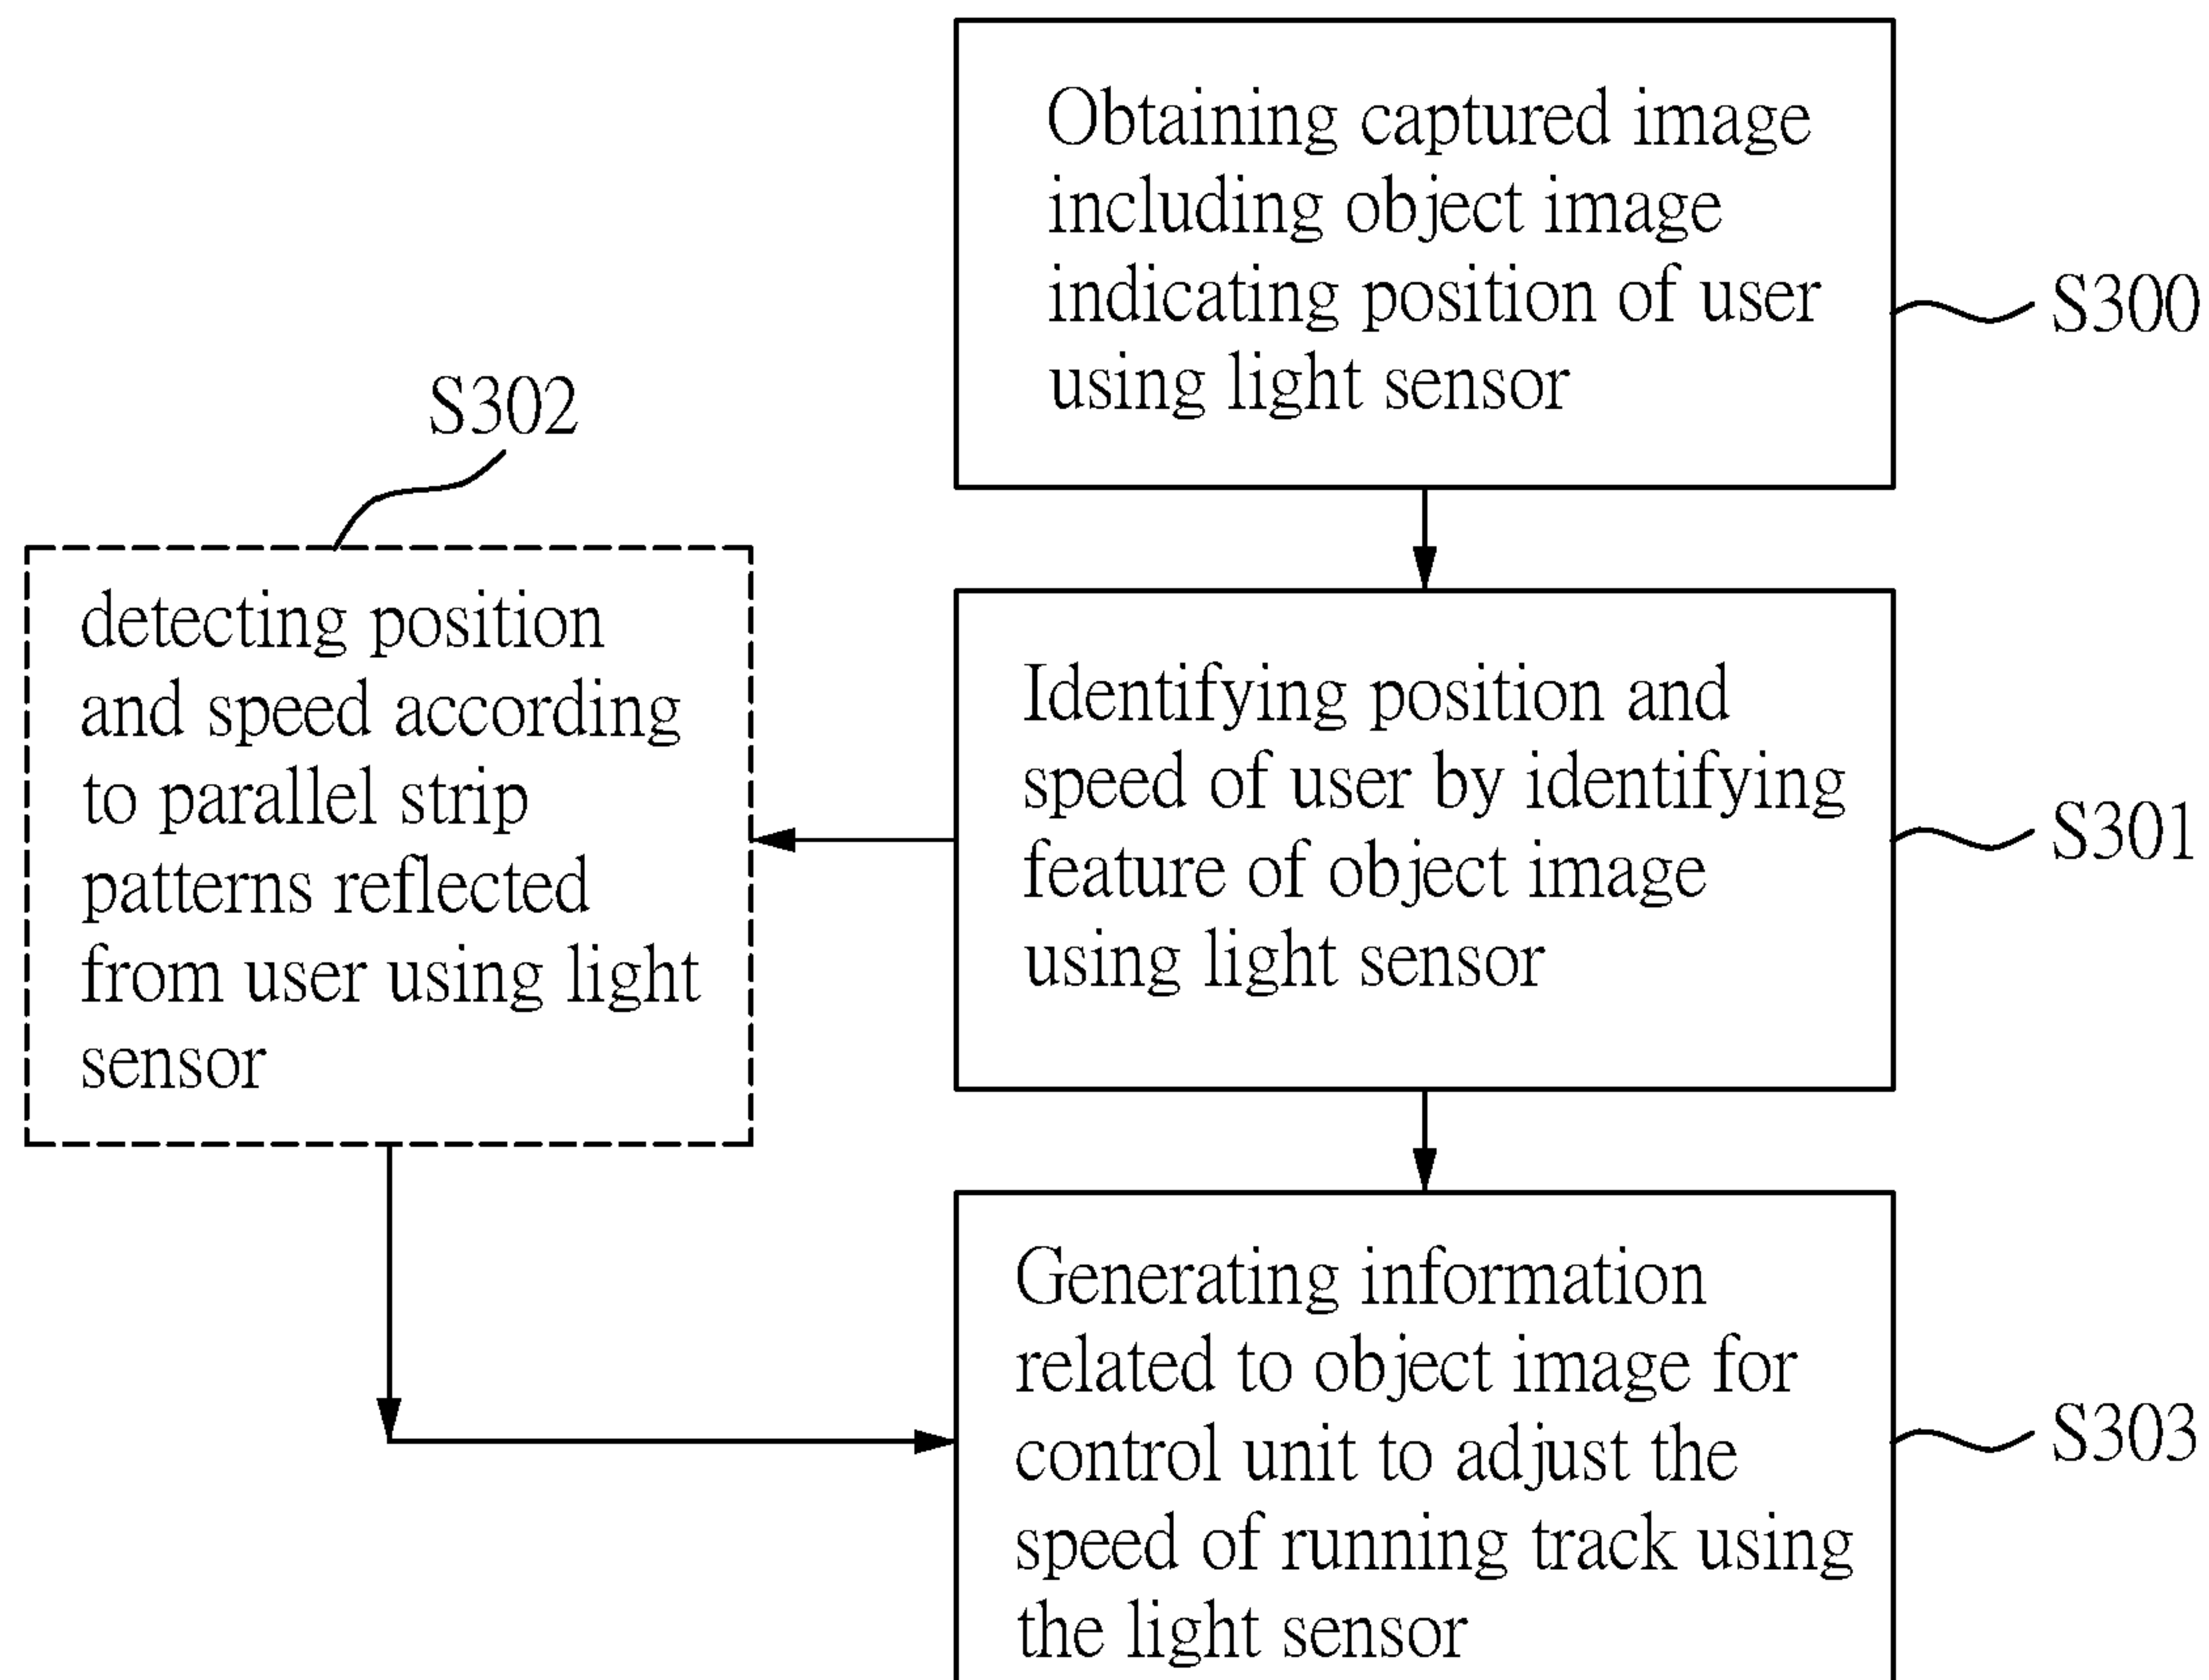 Obtaining captured image
including object image
indicating position of user
using light sensor
S300
S302
detecting position
and speed according
to parallel strip
patterns reflected
from user using light
sensor
Identifying position and
speed of user by identifying
feature of object image
using light sensor
S301
Generating information
related to object image for
control unit to adjust the
speed of running track using
the light sensor
S303